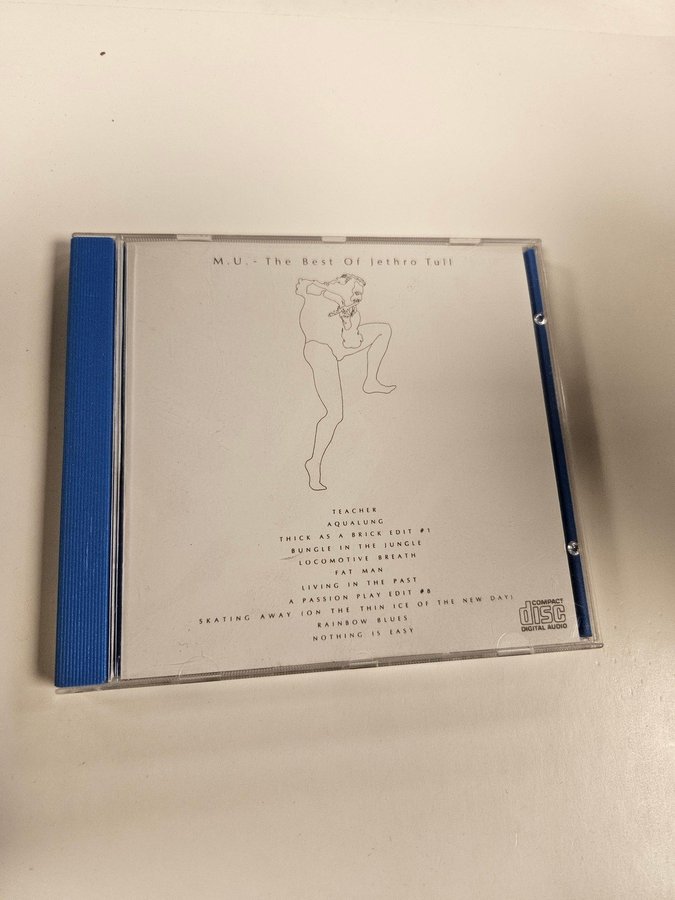 M.U. - The Best Of Jethro Tull
TEACHER
AQUALUNG
THICK AS A BRICK EDIT #1
BUNGLE IN THE JUNGLE
LOCOMOTIVE BREATH
FAT MAN
LIVING IN THE PAST
A PASSION PLAY EDIT #8
SKATING AWAY (ON THE THIN ICE OF THE NEW DAY)
RAINBOW BLUES
NOTHING IS EASY
COMPACT
disc
DIGITAL AUDIO